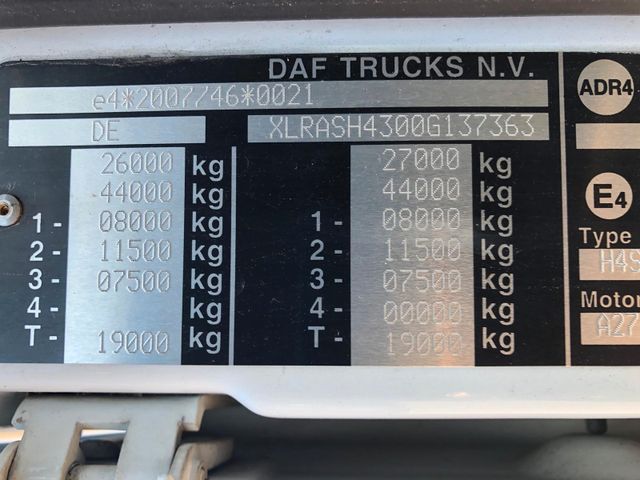 DAF TRUCKS N.V.
ADR4
e4*2007/46*0021
DE XLRASH4300G137363
26000 kg 27000 kg
44000 kg 44000 kg
1- 08000 kg 1- 08000 kg
2- 11500 kg 2- 11500 kg
3- 07500 kg 3- 07500 kg
4- kg 4- 00000 kg
T- 19000 kg T- 19000 kg
E4
Type
H4S
Motor
A27